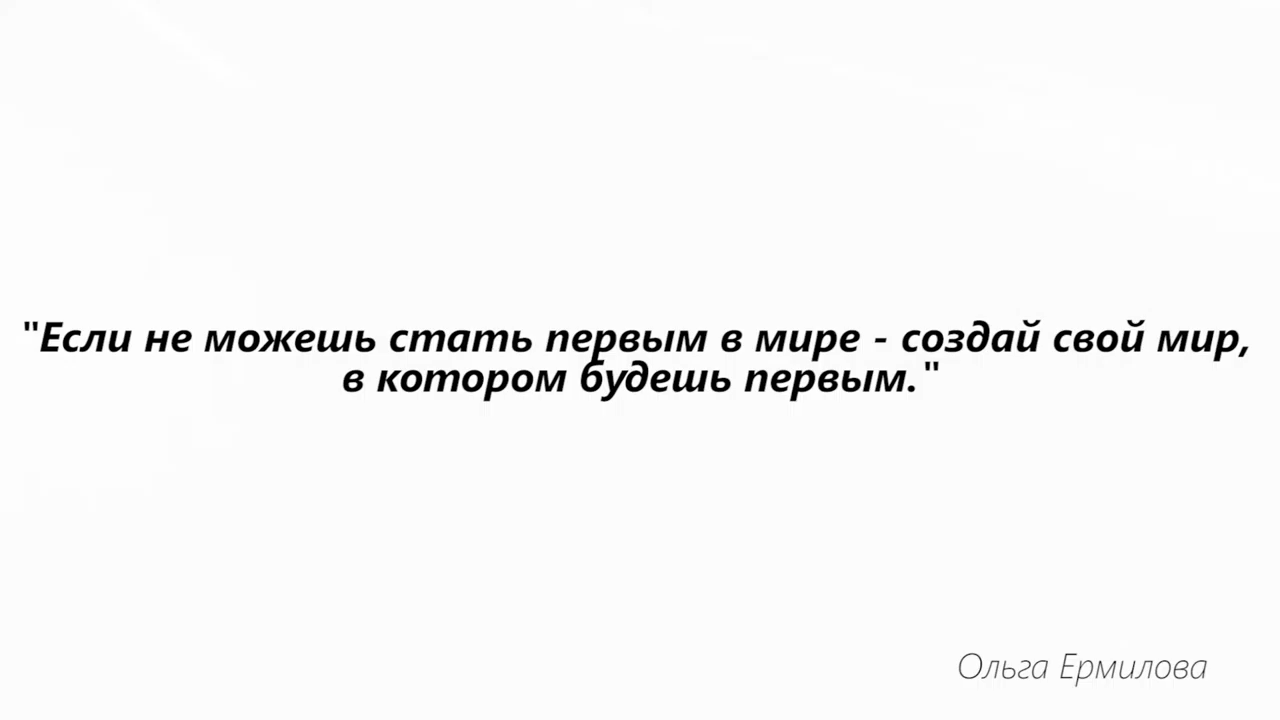 "Если не можешь стать первым в мире - создай свой мир,
в котором будешь первым."
Ольга Ермилова